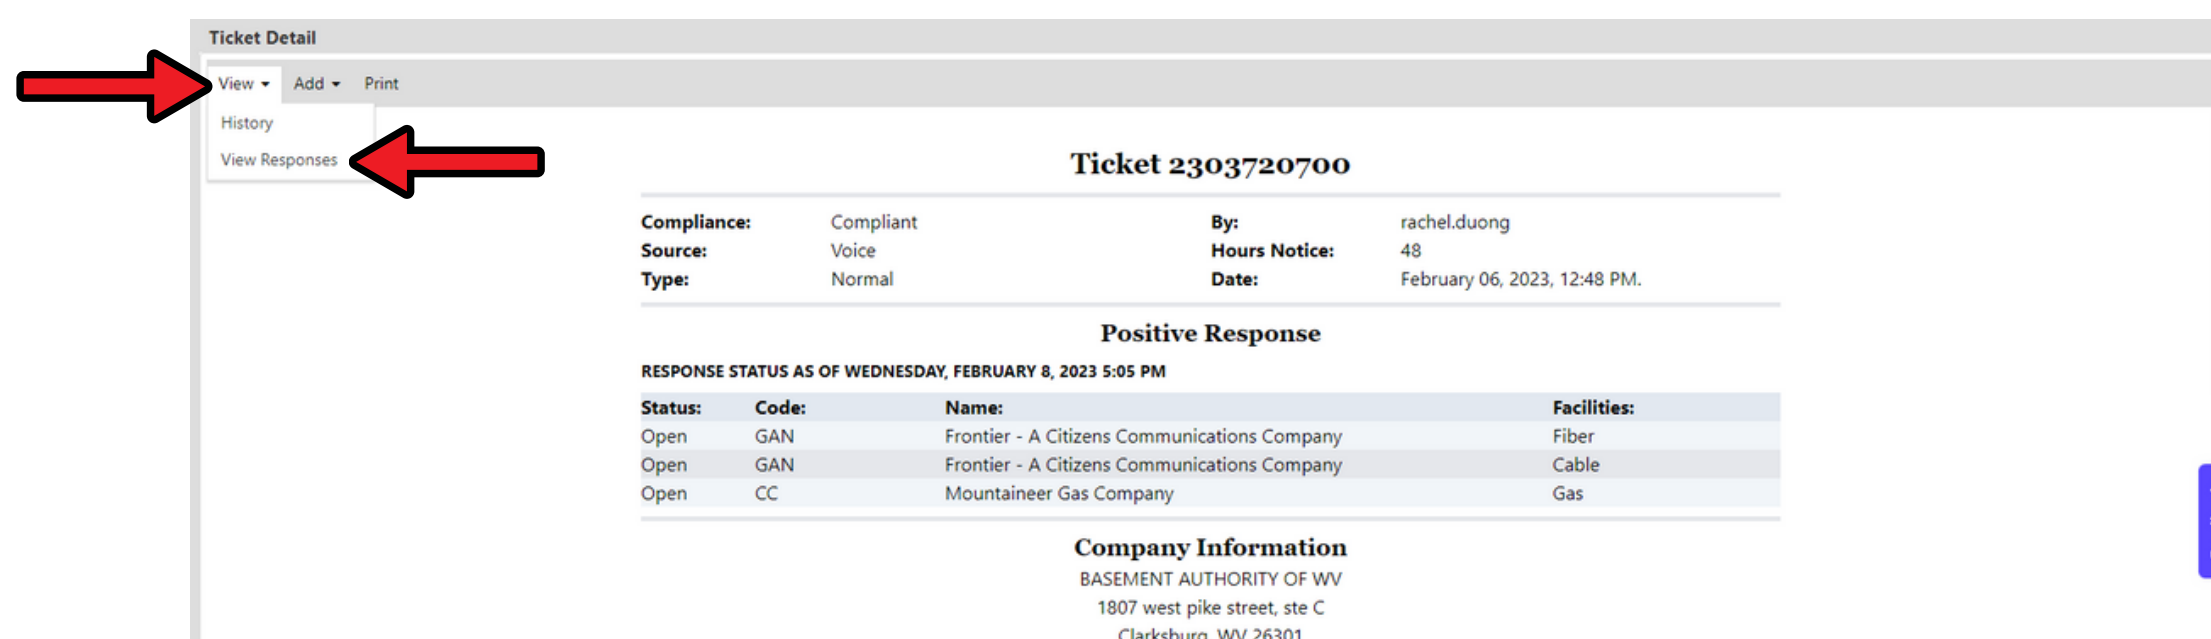 Ticket Detail
View Add Print
History
View Responses
Ticket 2303720700
Compliance: Compliant By: rachel.duong
Source: Voice Hours Notice: 48
Type: Normal Date: February 06, 2023, 12:48 PM.
Positive Response
RESPONSE STATUS AS OF WEDNESDAY, FEBRUARY 8, 2023 5:05 PM
Status: Code: Name: Facilities:
Open GAN Frontier - A Citizens Communications Company Fiber
Open GAN Frontier - A Citizens Communications Company Cable
Open CC Mountaineer Gas Company Gas
Company Information
BASEMENT AUTHORITY OF WV
1807 west pike street, ste C
Clarksburg, WV 26301